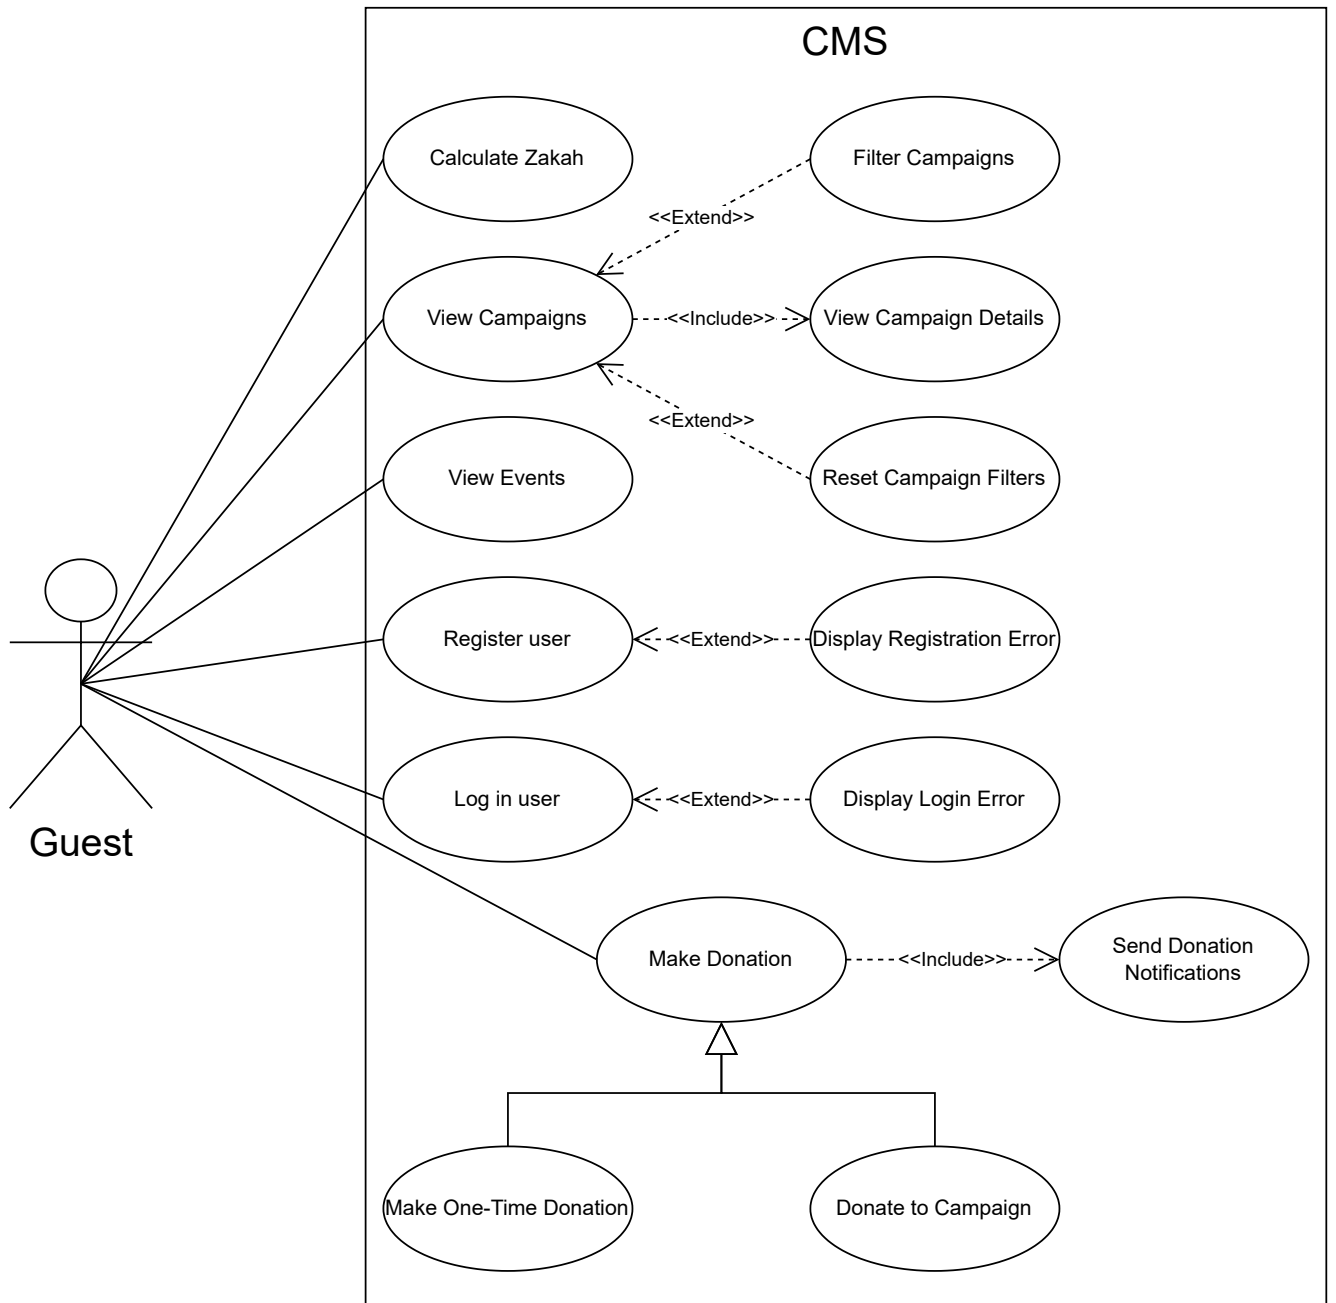 CMS
Calculate Zakah
Filter Campaigns
<<Extend>>
View Campaigns
<<Include>>
View Campaign Details
<<Extend>>
View Events
Reset Campaign Filters
Register user
<<Extend>>
Display Registration Error
Log in user
<<Extend>>
Display Login Error
Guest
Make Donation
<<Include>>
Send Donation
Notifications
Make One-Time Donation
Donate to Campaign